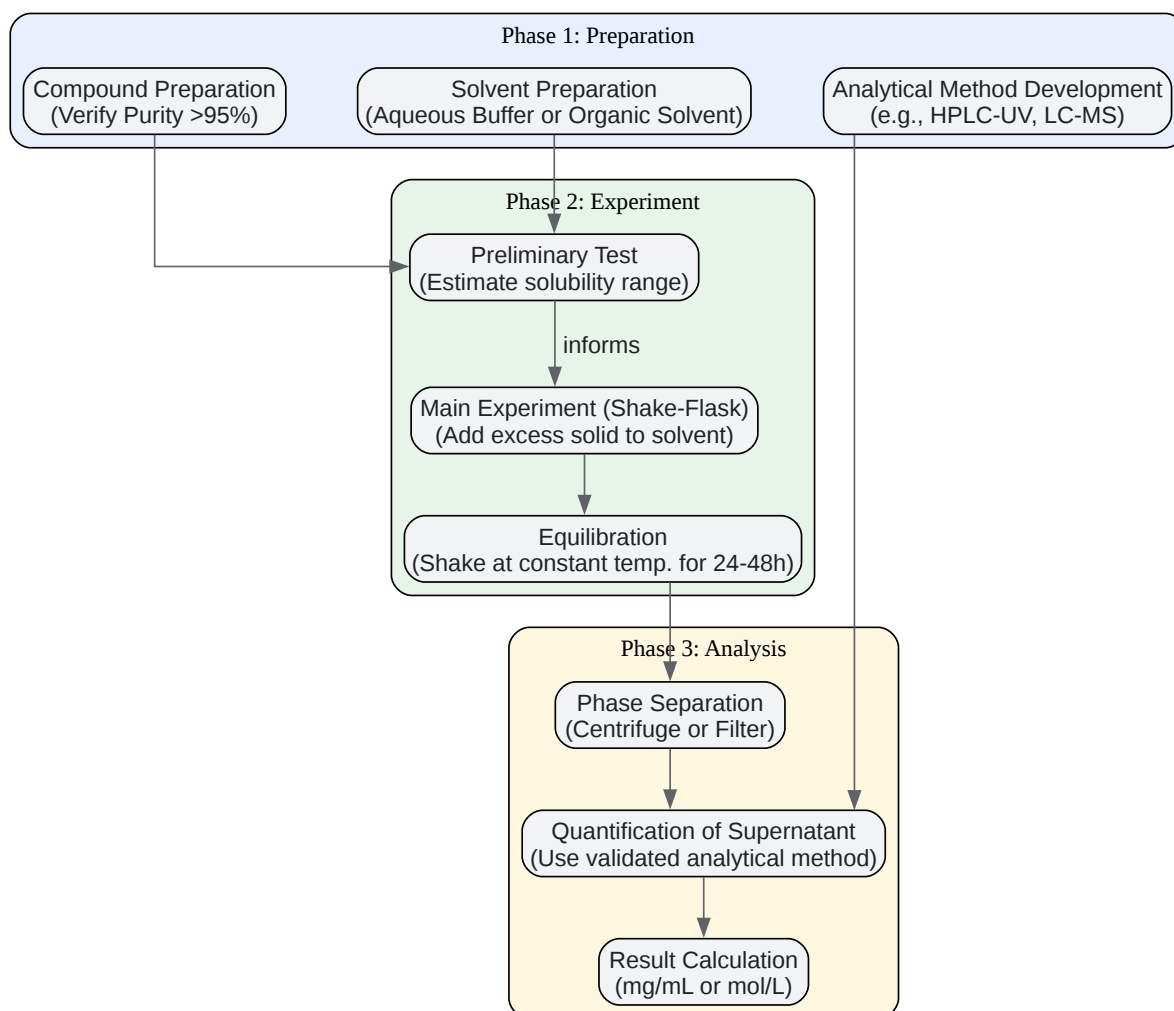 Phase 1: Preparation
Compound Preparation
(Verify Purity >95%)
Solvent Preparation
(Aqueous Buffer or Organic Solvent)
Analytical Method Development
(e.g., HPLC-UV, LC-MS)
Phase 2: Experiment
Preliminary Test
(Estimate solubility range)
informs
Main Experiment (Shake-Flask)
(Add excess solid to solvent)
Equilibration
(Shake at constant temp. for 24-48h)
Phase 3: Analysis
Phase Separation
(Centrifuge or Filter)
Quantification of Supernatant
(Use validated analytical method)
Result Calculation
(mg/mL or mol/L)